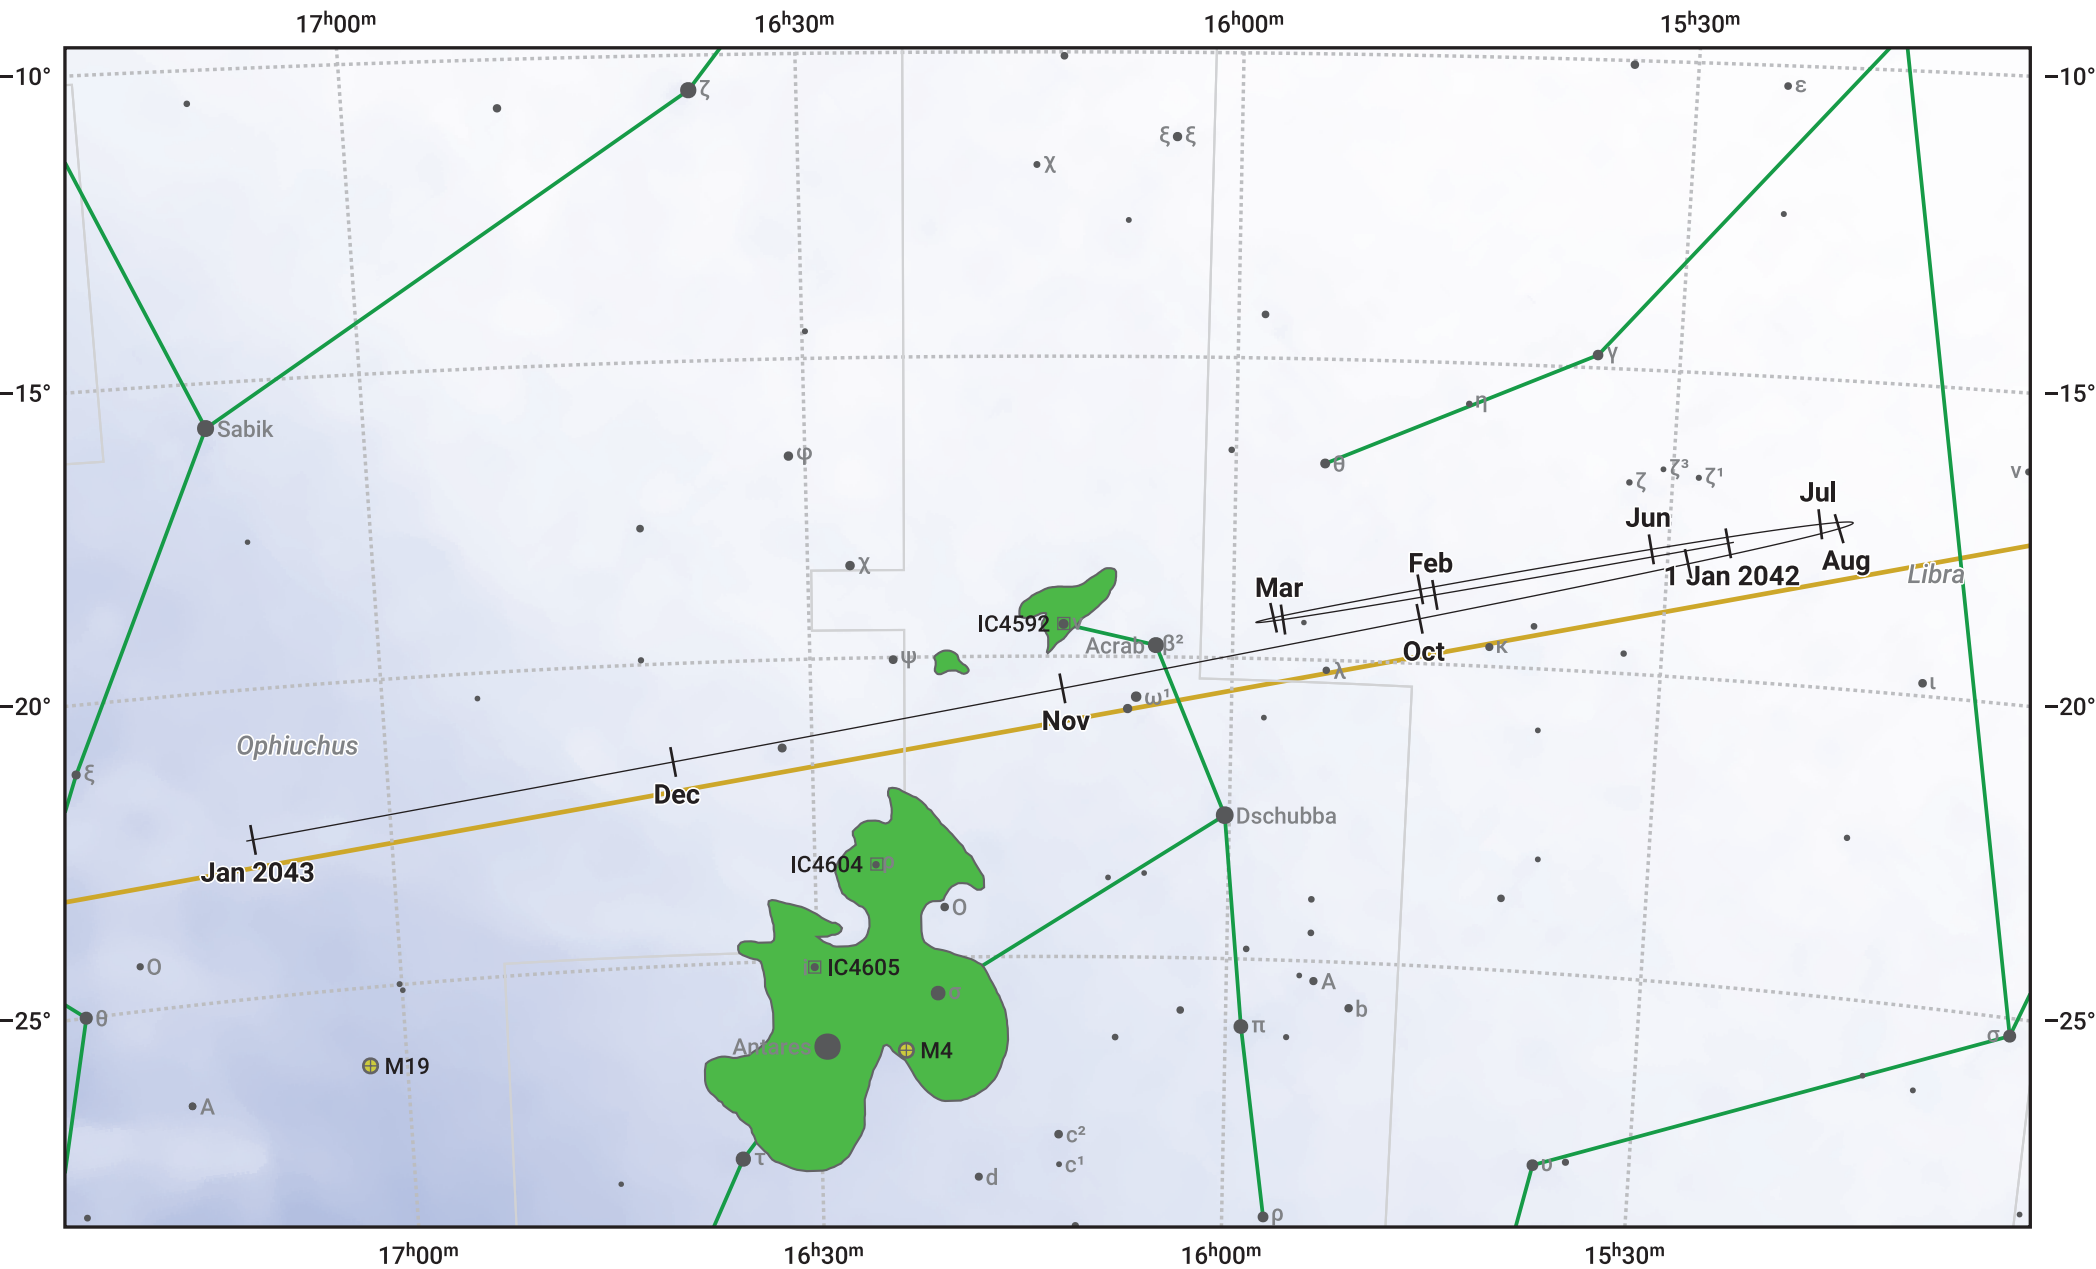 17ʰ00ᵐ
16ʰ30ᵐ
16ʰ00ᵐ
15ʰ30ᵐ
−10°
−10°
ζ
ε
ξ ξ
χ
γ
−15°
−15°
η
Sabik
φ
θ
ζ
ζ³
ζ¹
ν
Jul
Jun
χ
Feb
Aug
1 Jan 2042
Libra
Mar
IC4592
ν
Acrab
β²
Oct
κ
ψ
λ
ι
−20°
−20°
ω¹
Nov
Ophiuchus
ξ
Dec
Dschubba
IC4604
ρ
Jan 2043
O
O
IC4605
A
σ
b
−25°
−25°
θ
π
σ
Antares
M4
M19
A
c²
c¹
τ
d
υ
ρ
17ʰ00ᵐ
16ʰ30ᵐ
16ʰ00ᵐ
15ʰ30ᵐ